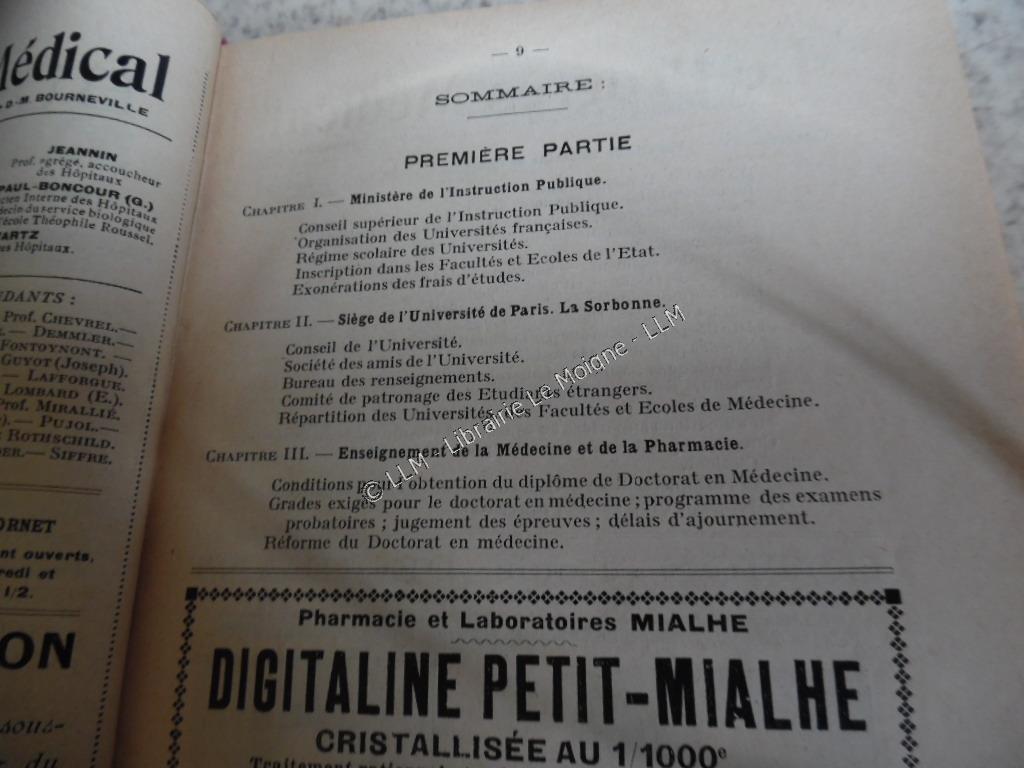 Médical
D-M. BOURNEVILLE
JEANNIN
Prof. agrégé, accoucheur
des Hôpitaux
PAUL-BONCOUR (G.)
Interne des Hôpitaux
du service biologique
l'école Théophile Roussel.
des Hôpitaux.
Prof. CHEVREL.—
— DEMMLER.—
FONTOYNONT. —
GUYOT (Joseph).
— LAFFORGUE.
LOMBARD (E.).
Prof. MIRALLIÉ.
— PUJOL.—
ROTHSCHILD.
— SIFFRE.
ouverts,
et
1/2.
du
— 9 —
SOMMAIRE :
PREMIÈRE PARTIE
CHAPITRE I. — Ministère de l'Instruction Publique.
Conseil supérieur de l'Instruction Publique.
Organisation des Universités françaises.
Régime scolaire des Universités.
Inscription dans les Facultés et Ecoles de l'Etat.
Exonérations des frais d'études.
CHAPITRE II. — Siège de l'Université de Paris. La Sorbonne.
Conseil de l'Université.
Société des amis de l'Université.
Bureau des renseignements.
Comité de patronage des Etudiants étrangers.
Répartition des Universités, des Facultés et Ecoles de Médecine.
CHAPITRE III. — Enseignement de la Médecine et de la Pharmacie.
Conditions pour l'obtention du diplôme de Doctorat en Médecine.
Grades exigés pour le doctorat en médecine ; programme des examens
probatoires ; jugement des épreuves ; délais d'ajournement.
Réforme du Doctorat en médecine.
Pharmacie et Laboratoires MIALHE
DIGITALINE PETIT-MIALHE
CRISTALLISÉE AU 1/1000e
Traitement
© LLM - Librairie Le Moigne - LLM